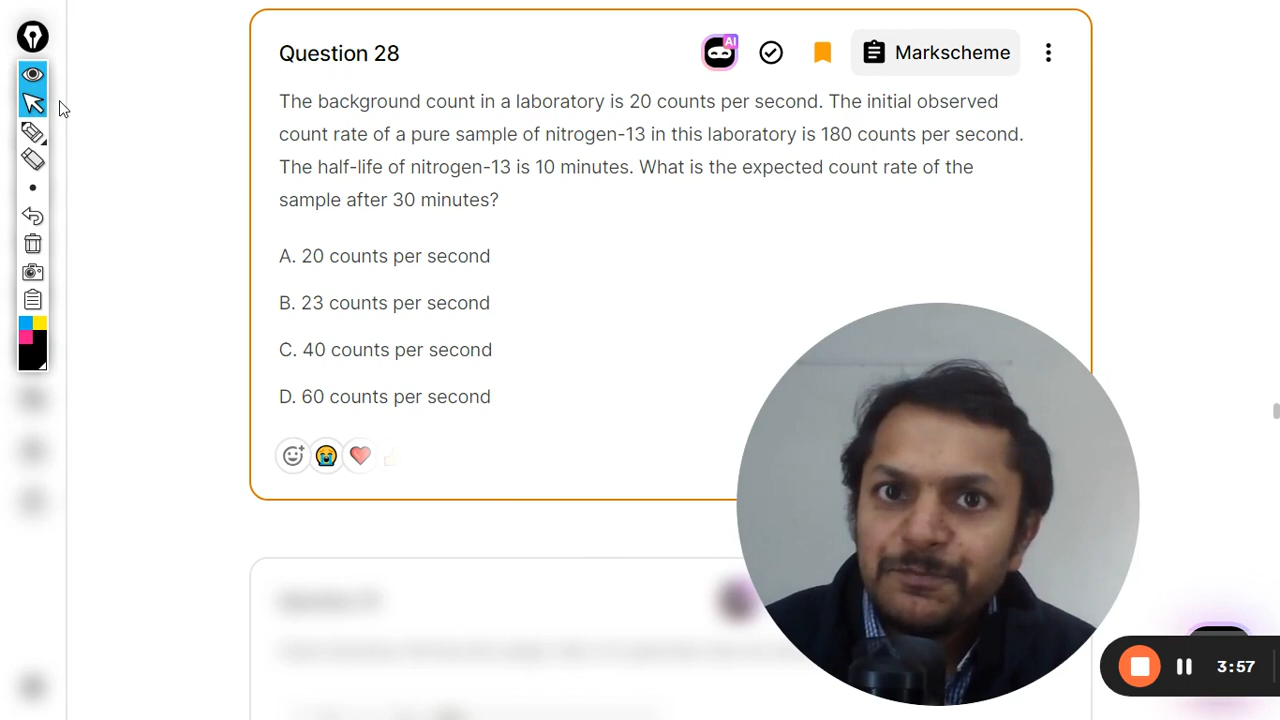 Question 28
AI
Markscheme
The background count in a laboratory is 20 counts per second. The initial observed
count rate of a pure sample of nitrogen-13 in this laboratory is 180 counts per second.
The half-life of nitrogen-13 is 10 minutes. What is the expected count rate of the
sample after 30 minutes?
A. 20 counts per second
B. 23 counts per second
C. 40 counts per second
D. 60 counts per second
3:57